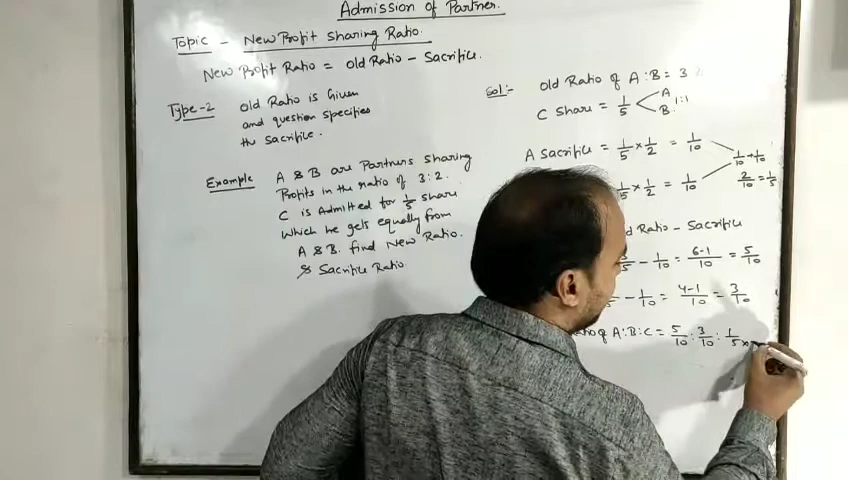 Admission of Partner.
Topic - New Profit Sharing Ratio.
New Profit Ratio = Old Ratio - Sacrifice.
Type-2 Old Ratio is Given
and question specifies
the Sacrifice.
Example A & B are Partners sharing
Profits in the ratio of 3:2.
C is Admitted for 1/5 share
which he gets equally from
A & B. find New Ratio.
& Sacrifice Ratio
Sol:- Old Ratio of A:B = 3 2
C Share = 1/5 A B 1:1
A Sacrifice = 1/5 × 1/2 = 1/10
1/5 × 1/2 = 1/10
1/10 + 1/10
2/10 = 1/5
Ratio - Sacrifice
- 1/10 = 6-1/10 = 5/10
- 1/10 = 4-1/10 = 3/10
of A:B:C = 5/10 : 3/10 : 1/5 ×